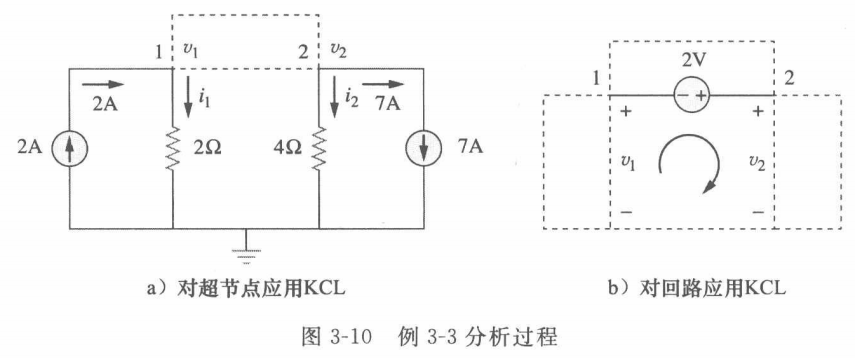 1 v₁ 2 v₂
2A i₁ i₂ 7A
2A 2Ω 4Ω 7A
a）对超节点应用KCL
2V
1 2
+ +
- +
v₁ v₂
− −
b）对回路应用KCL
图 3-10 例 3-3 分析过程